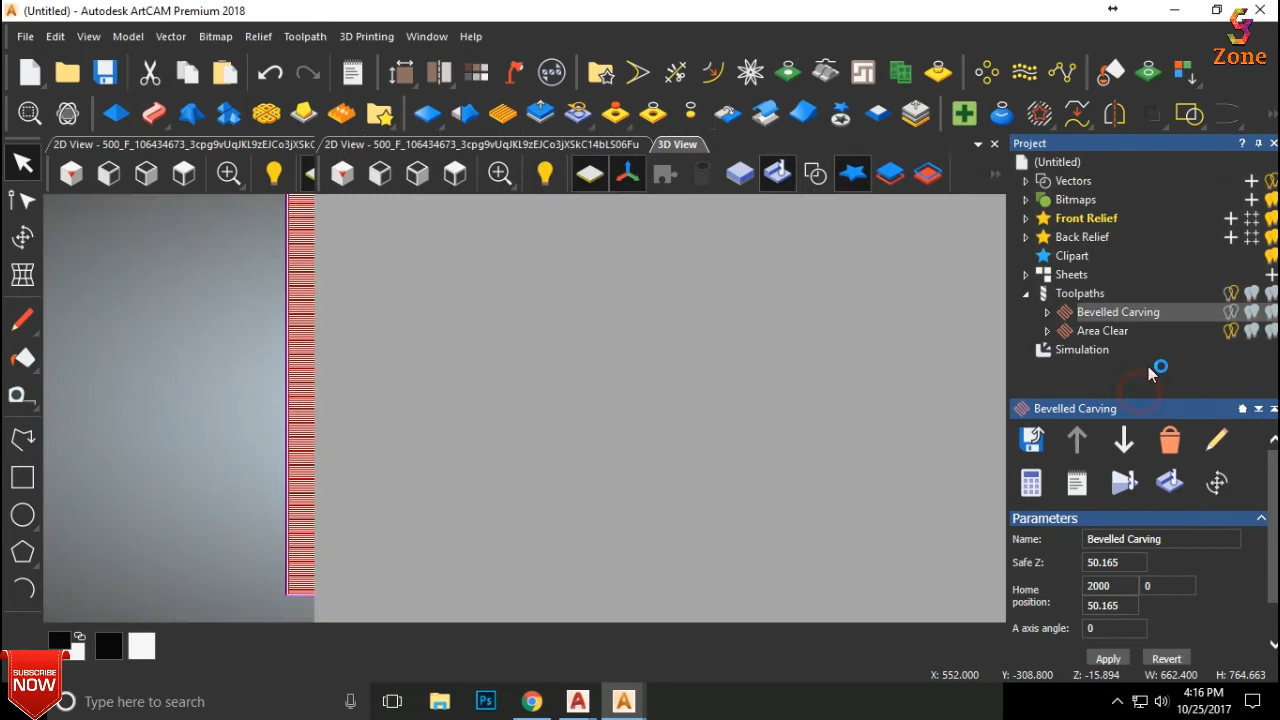 (Untitled) - Autodesk ArtCAM Premium 2018
Zone
File Edit View Model Vector Bitmap Relief Toolpath 3D Printing Window Help
2D View - 500_F_106434673_3cpg9vUqJKL9zEJCo3jXSkC
2D View - 500_F_106434673_3cpg9vUqJKL9zEJCo3jXSkC14bLS06Fu
3D View
Project
(Untitled)
Vectors
Bitmaps
Front Relief
Back Relief
Clipart
Sheets
Toolpaths
Bevelled Carving
Area Clear
Simulation
Bevelled Carving
Parameters
Name: Bevelled Carving
Safe Z: 50.165
Home position: 2000 0
50.165
A axis angle: 0
Apply Revert
X: 552.000 Y: -308.800 Z: -15.894 W: 662.400 H: 764.663
SUBSCRIBE
NOW
Type here to search
4:16 PM
10/25/2017